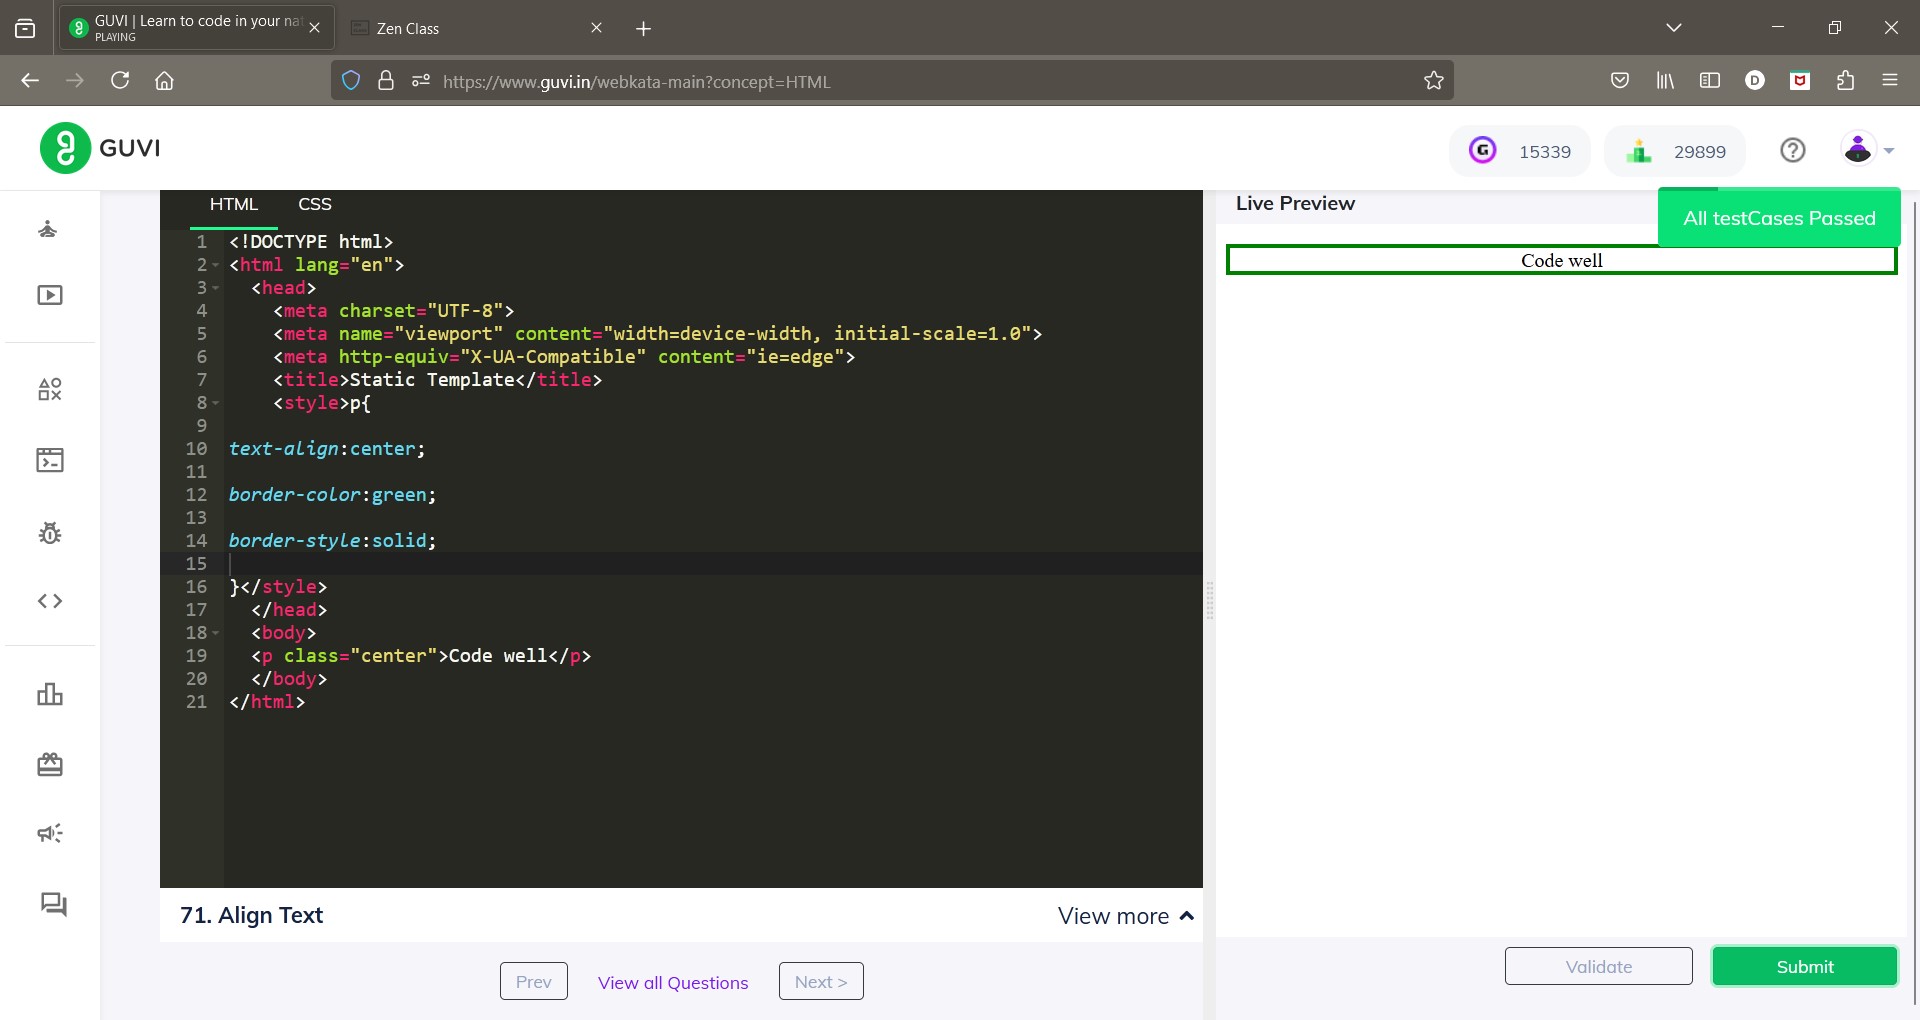 GUVI | Learn to code in your nat
PLAYING
Zen Class
https://www.guvi.in/webkata-main?concept=HTML
D
GUVI
G
15339
29899
HTML
CSS
Live Preview
All testCases Passed
Code well
1 <!DOCTYPE html>
2 <html lang="en">
3 <head>
4 <meta charset="UTF-8">
5 <meta name="viewport" content="width=device-width, initial-scale=1.0">
6 <meta http-equiv="X-UA-Compatible" content="ie=edge">
7 <title>Static Template</title>
8 <style>p{
9
10 text-align:center;
11
12 border-color:green;
13
14 border-style:solid;
15
16 }</style>
17 </head>
18 <body>
19 <p class="center">Code well</p>
20 </body>
21 </html>
71. Align Text
View more
Prev
View all Questions
Next >
Validate
Submit